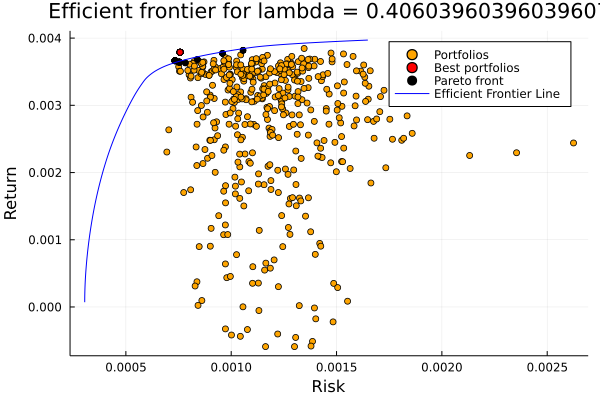 Efficient frontier for lambda = 0.4060396039603960
0.004
0.003
0.002
0.001
0.000
Return
Portfolios
Best portfolios
Pareto front
Efficient Frontier Line
0.0005 0.0010 0.0015 0.0020 0.0025
Risk